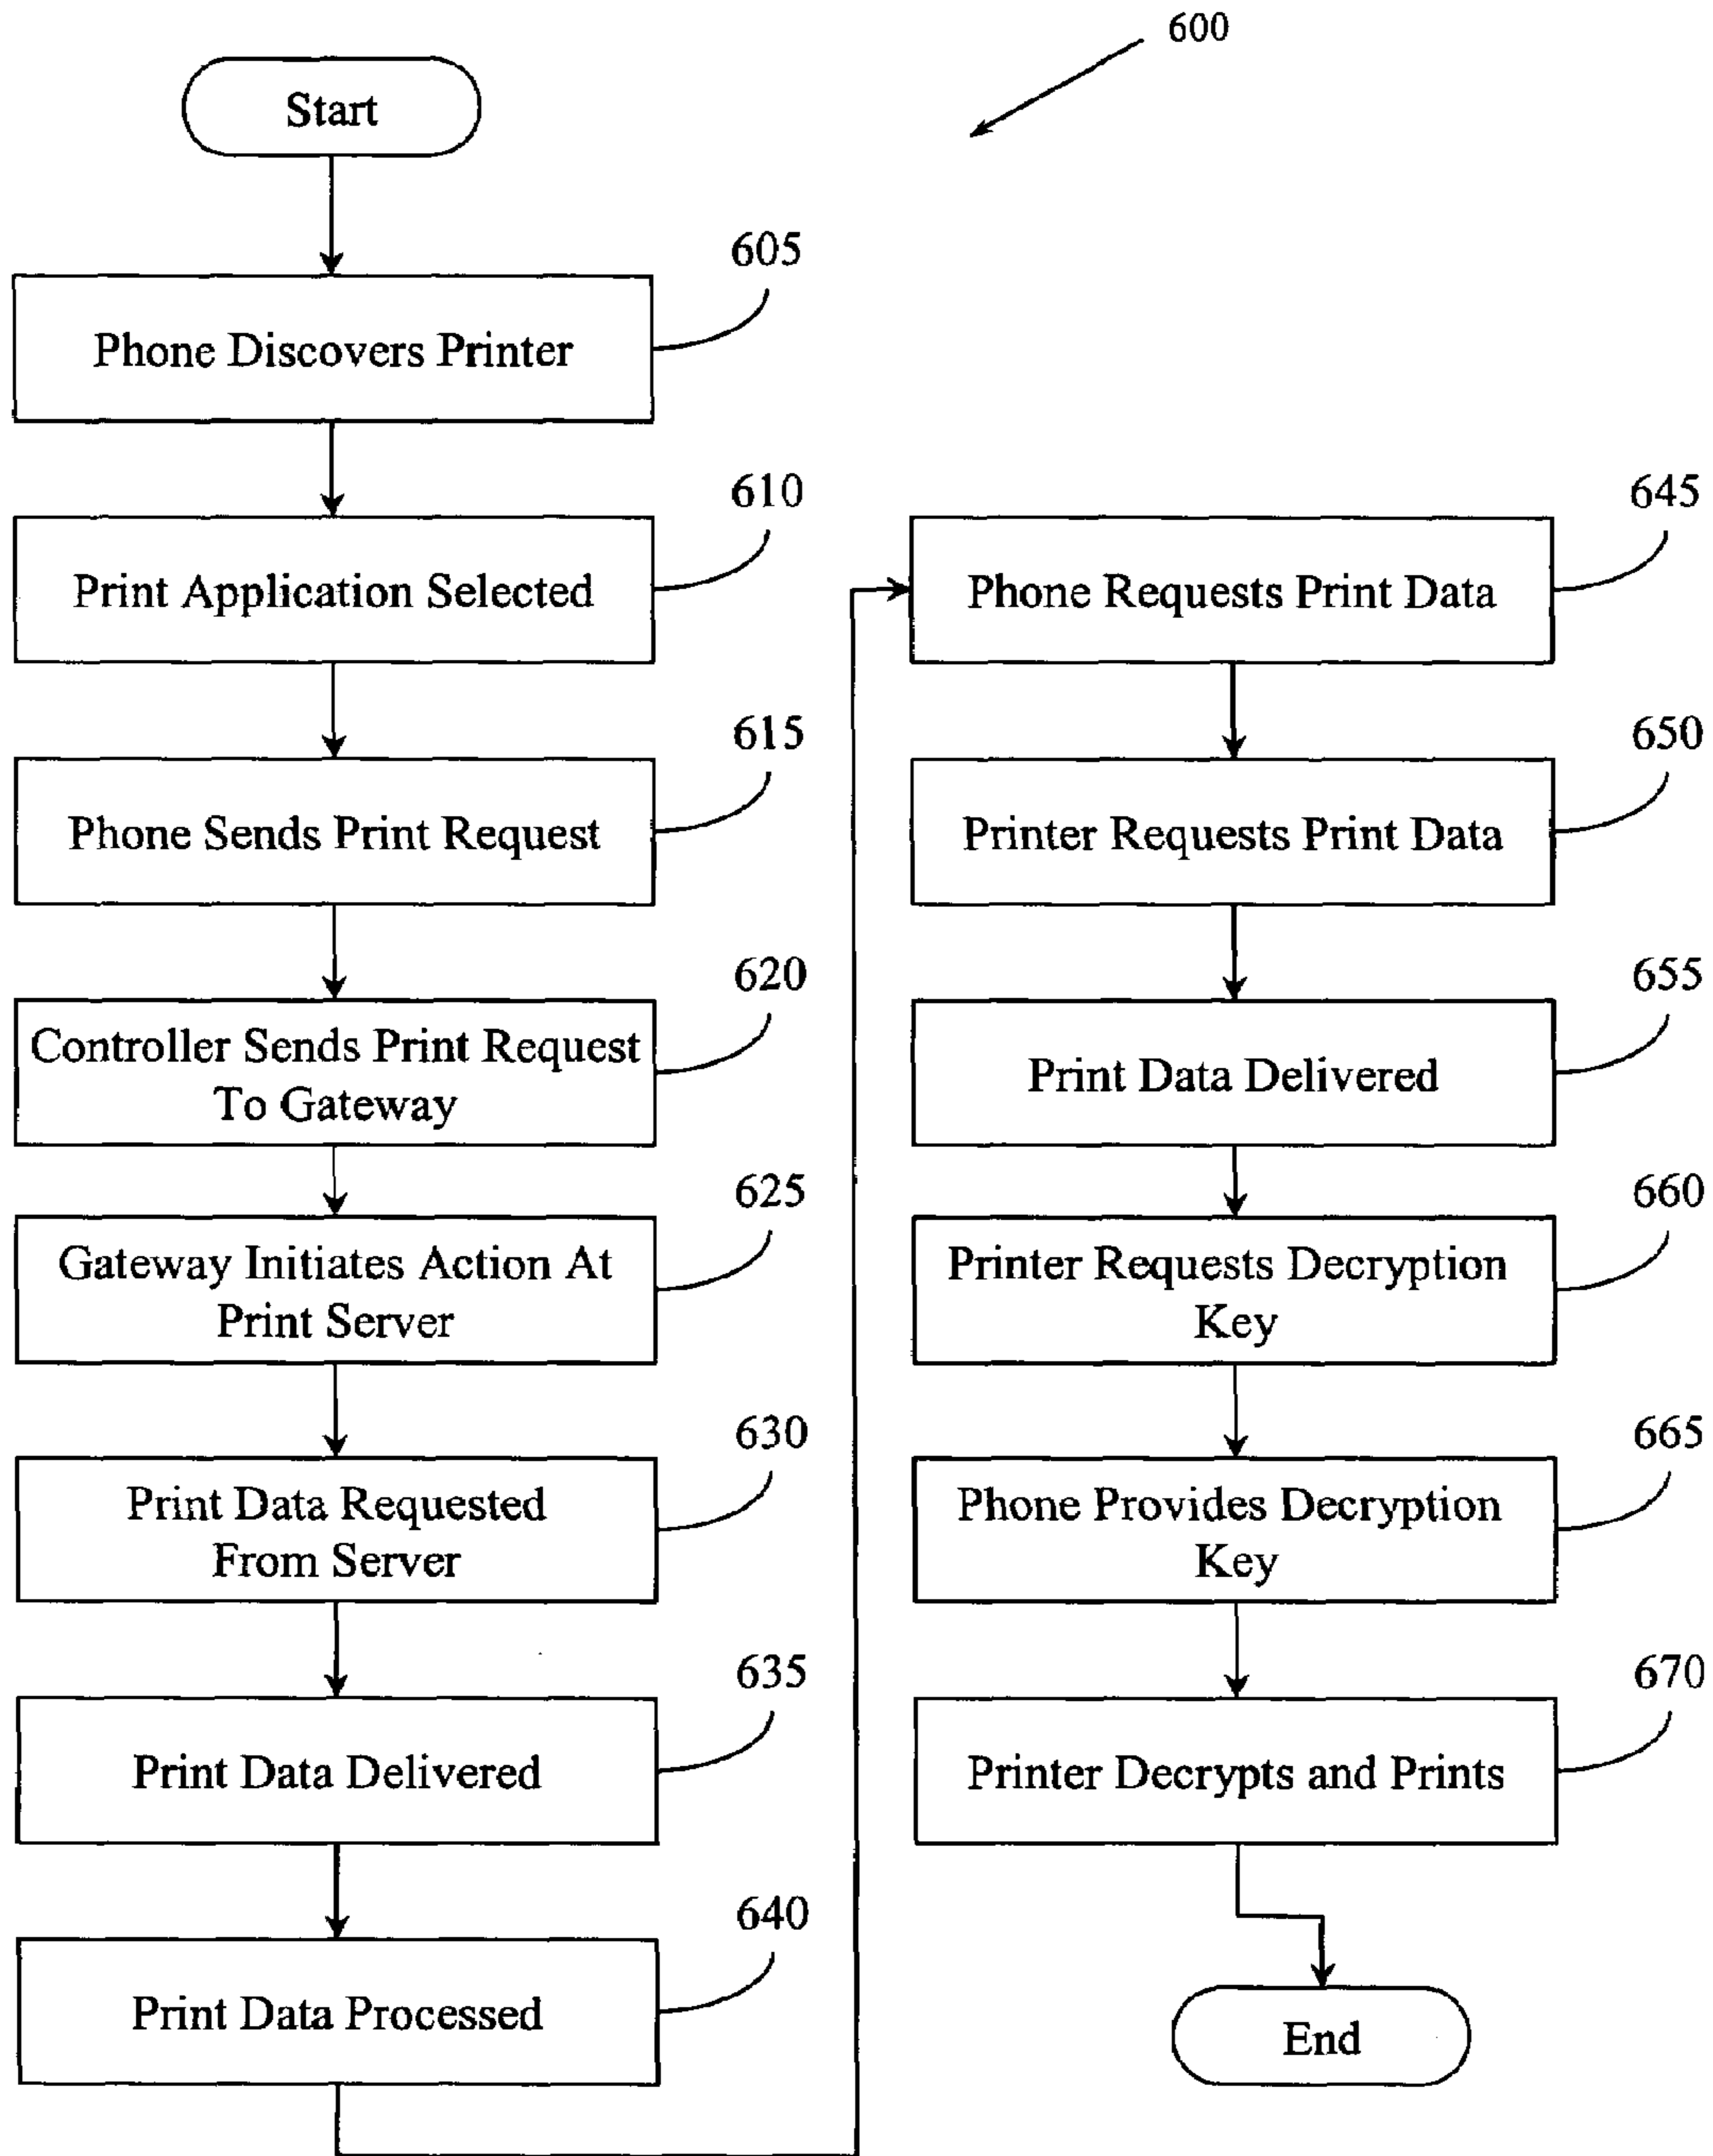 600
Start
605
Phone Discovers Printer
610
Print Application Selected
615
Phone Sends Print Request
620
Controller Sends Print Request
To Gateway
625
Gateway Initiates Action At
Print Server
630
Print Data Requested
From Server
635
Print Data Delivered
640
Print Data Processed
645
Phone Requests Print Data
650
Printer Requests Print Data
655
Print Data Delivered
660
Printer Requests Decryption
Key
665
Phone Provides Decryption
Key
670
Printer Decrypts and Prints
End